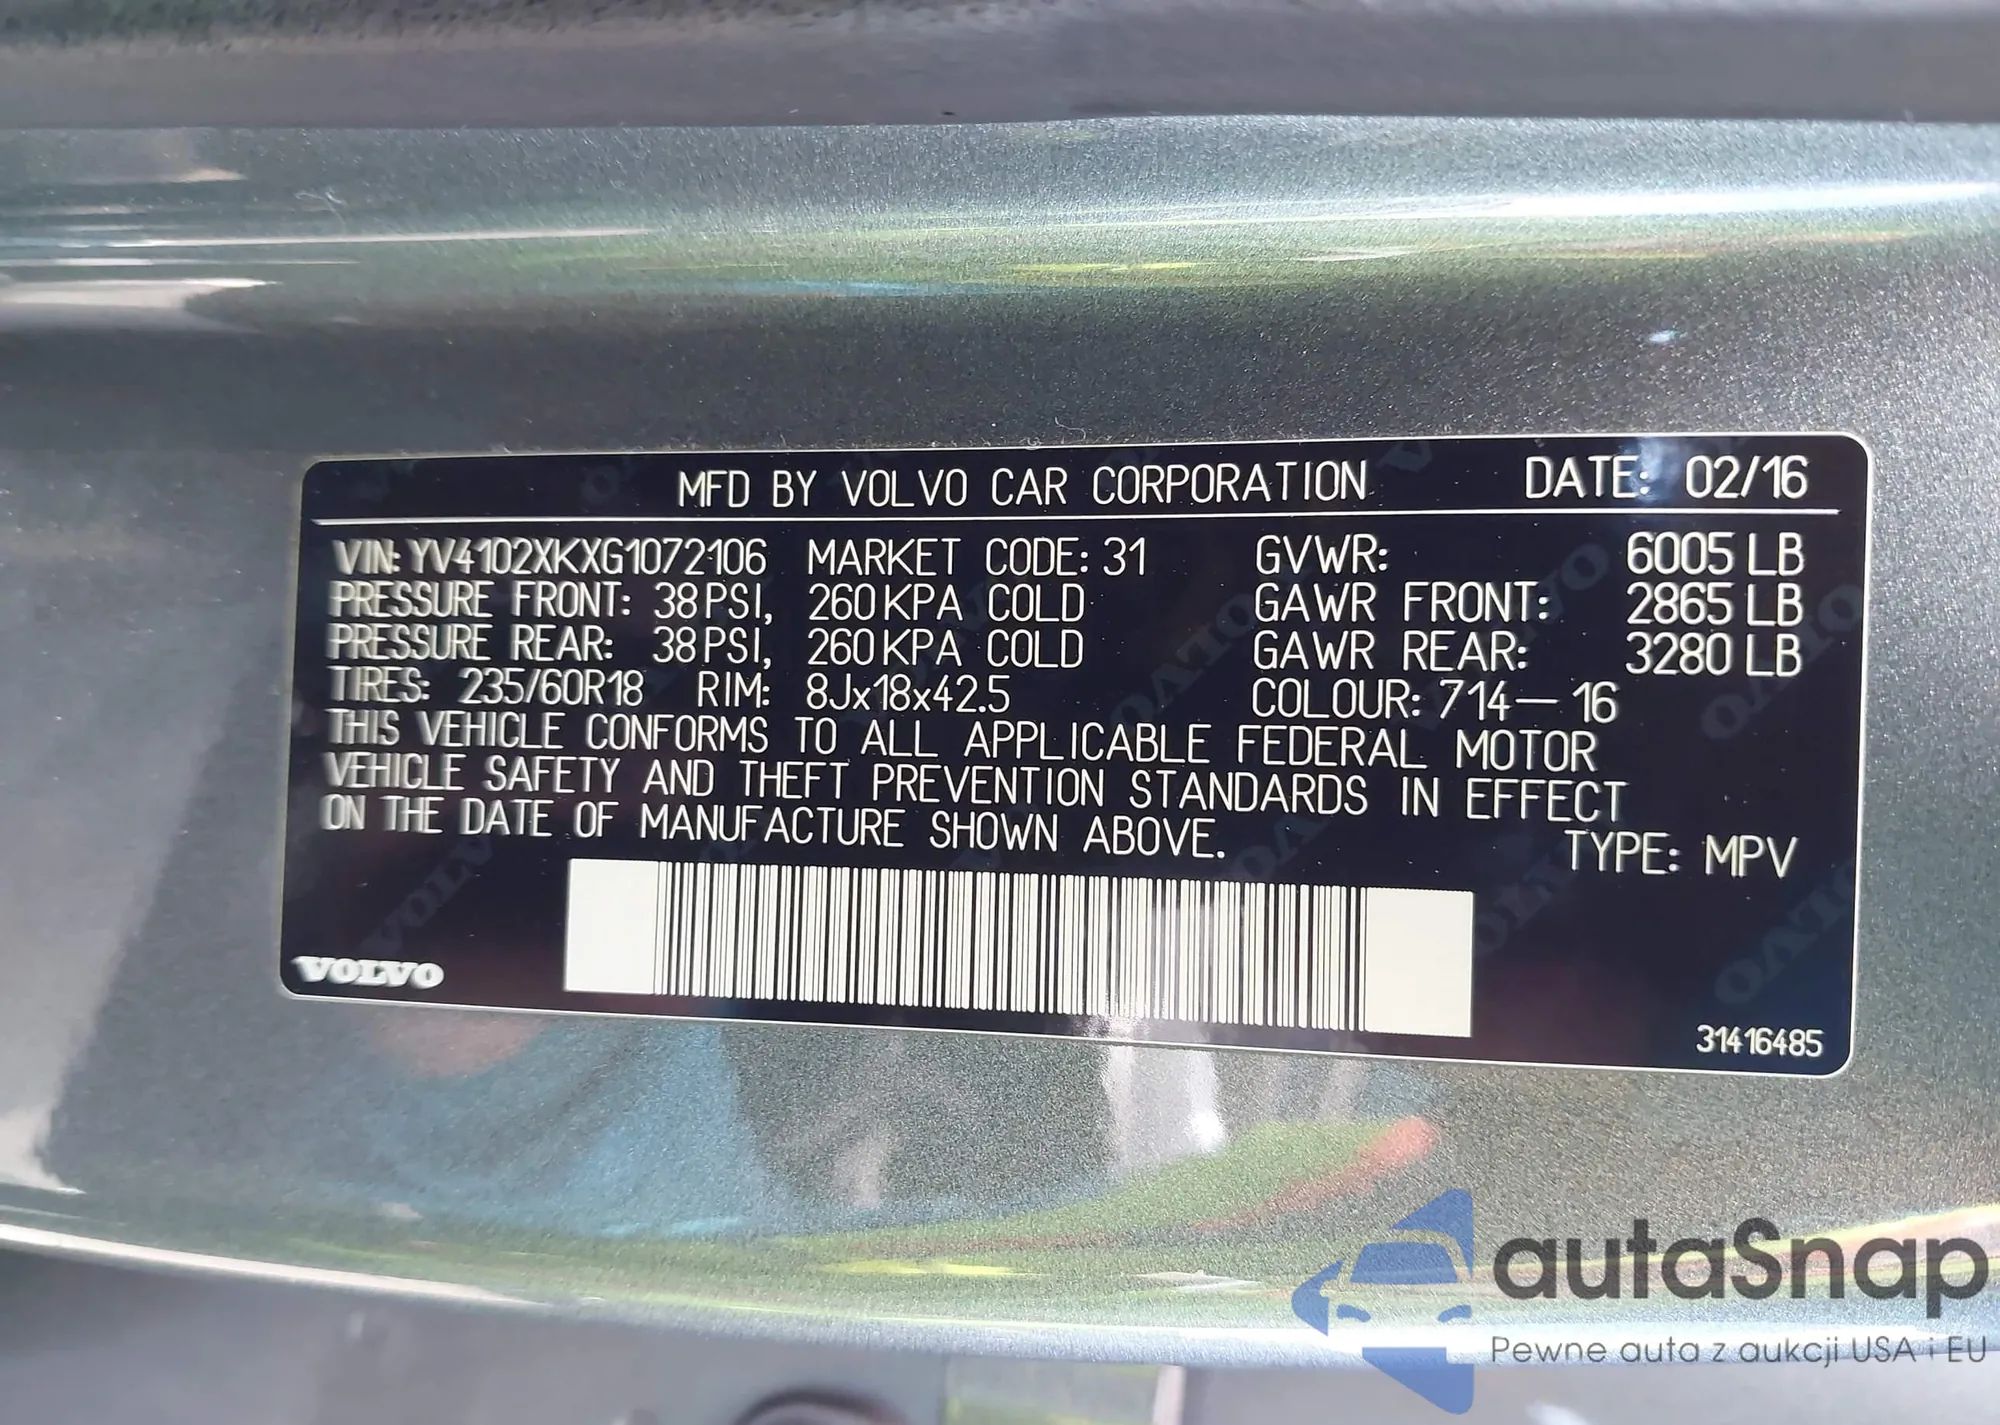 MFD BY VOLVO CAR CORPORATION DATE: 02/16
VIN: YV4102XKXG1072106 MARKET CODE: 31 GVWR: 6005 LB
PRESSURE FRONT: 38 PSI, 260 KPA COLD GAWR FRONT: 2865 LB
PRESSURE REAR: 38 PSI, 260 KPA COLD GAWR REAR: 3280 LB
TIRES: 235/60R18 RIM: 8Jx18x42.5 COLOUR: 714-16
THIS VEHICLE CONFORMS TO ALL APPLICABLE FEDERAL MOTOR
VEHICLE SAFETY AND THEFT PREVENTION STANDARDS IN EFFECT
ON THE DATE OF MANUFACTURE SHOWN ABOVE.
TYPE: MPV
VOLVO
31416485
autaSnap
Pewne auta z aukcji USA i EU